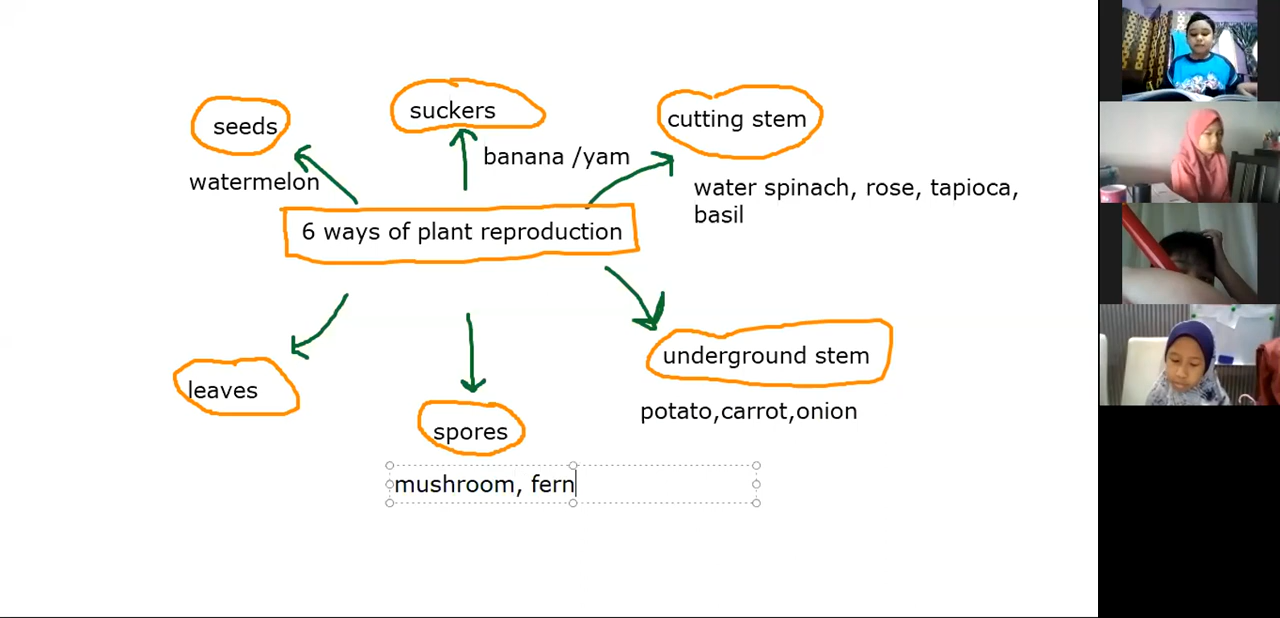 suckers
seeds
cutting stem
banana /yam
watermelon
water spinach, rose, tapioca,
basil
6 ways of plant reproduction
underground stem
leaves
potato,carrot,onion
spores
mushroom, fern